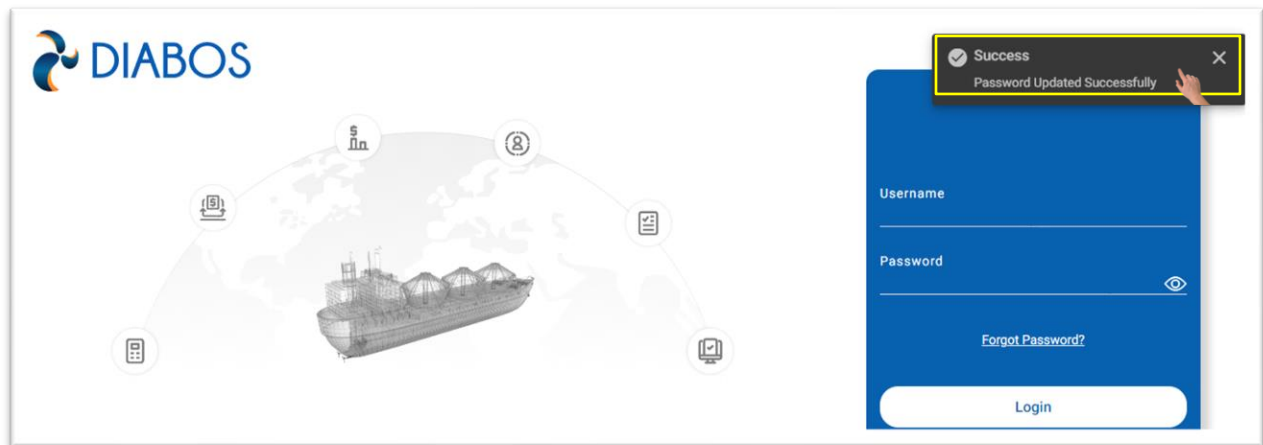 DIABOS
Success
Password Updated Successfully
Username
Password
Forgot Password?
Login